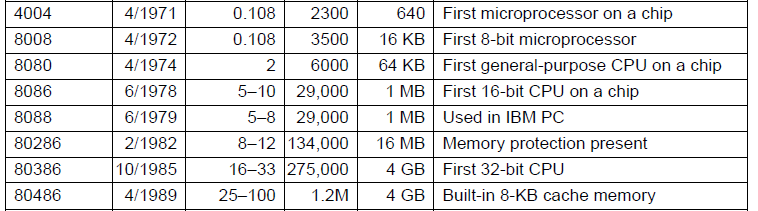 4004 4/1971 0.108 2300 640 First microprocessor on a chip
8008 4/1972 0.108 3500 16 KB First 8-bit microprocessor
8080 4/1974 2 6000 64 KB First general-purpose CPU on a chip
8086 6/1978 5–10 29,000 1 MB First 16-bit CPU on a chip
8088 6/1979 5–8 29,000 1 MB Used in IBM PC
80286 2/1982 8–12 134,000 16 MB Memory protection present
80386 10/1985 16–33 275,000 4 GB First 32-bit CPU
80486 4/1989 25–100 1.2M 4 GB Built-in 8-KB cache memory